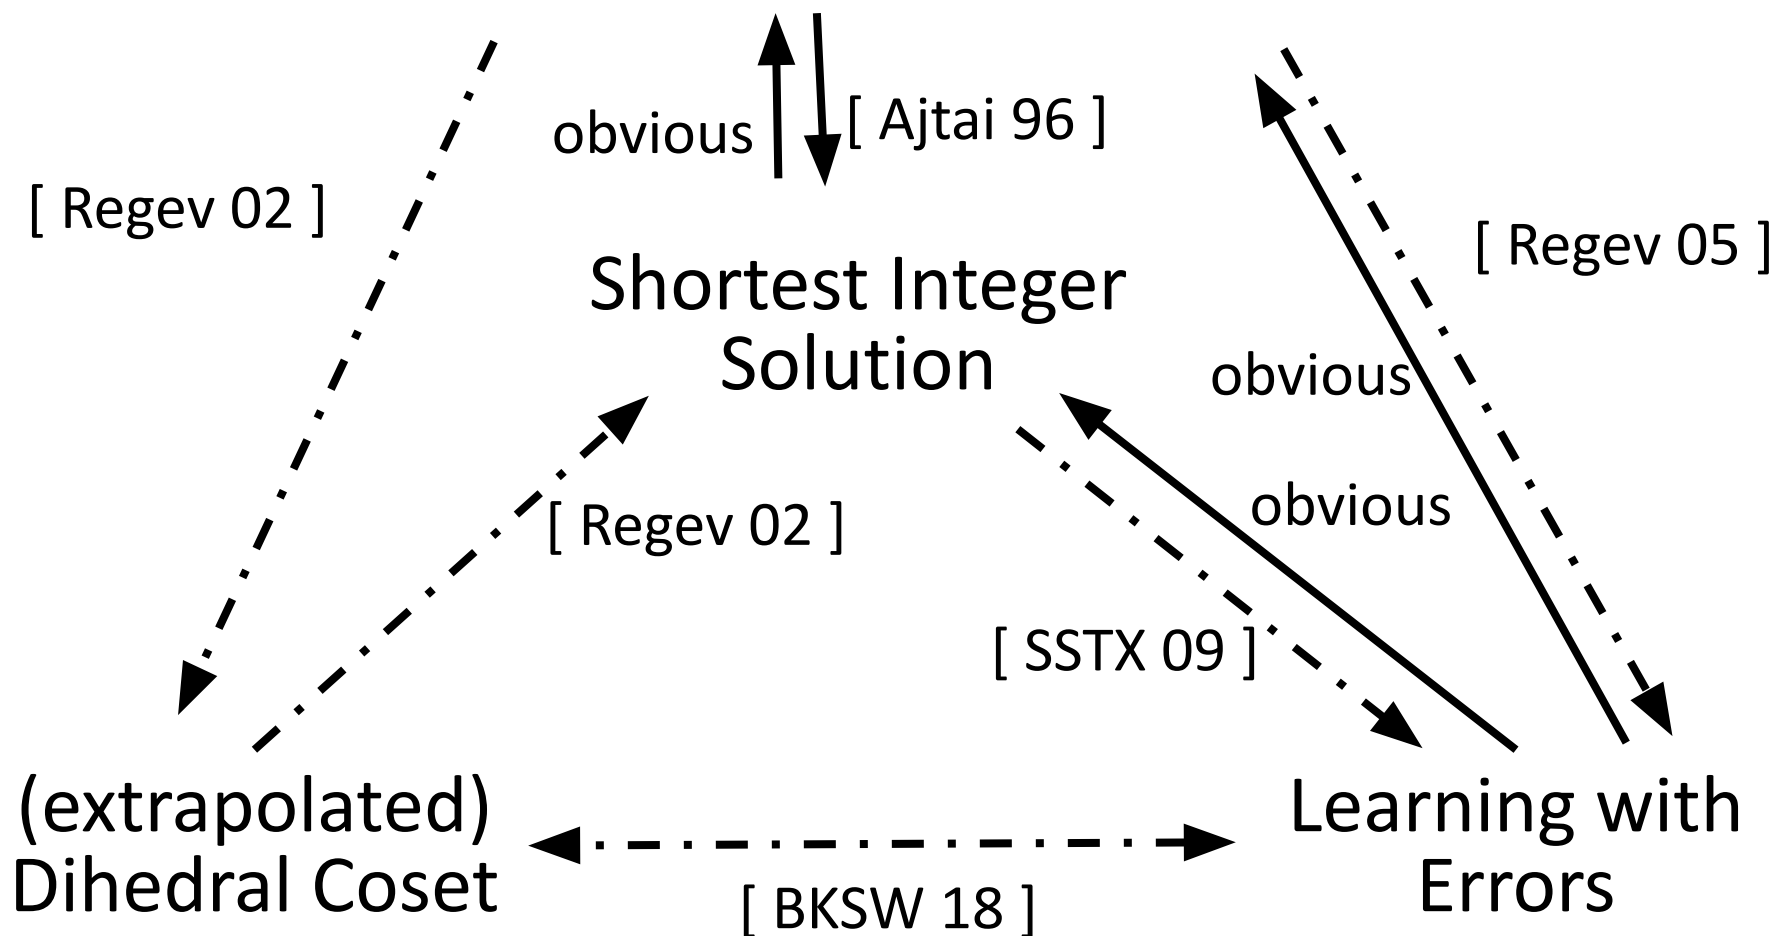 obvious
[ Ajtai 96 ]
[ Regev 02 ]
[ Regev 05 ]
Shortest Integer
Solution
obvious
obvious
[ Regev 02 ]
[ SSTX 09 ]
(extrapolated)
Dihedral Coset
Learning with
Errors
[ BKSW 18 ]